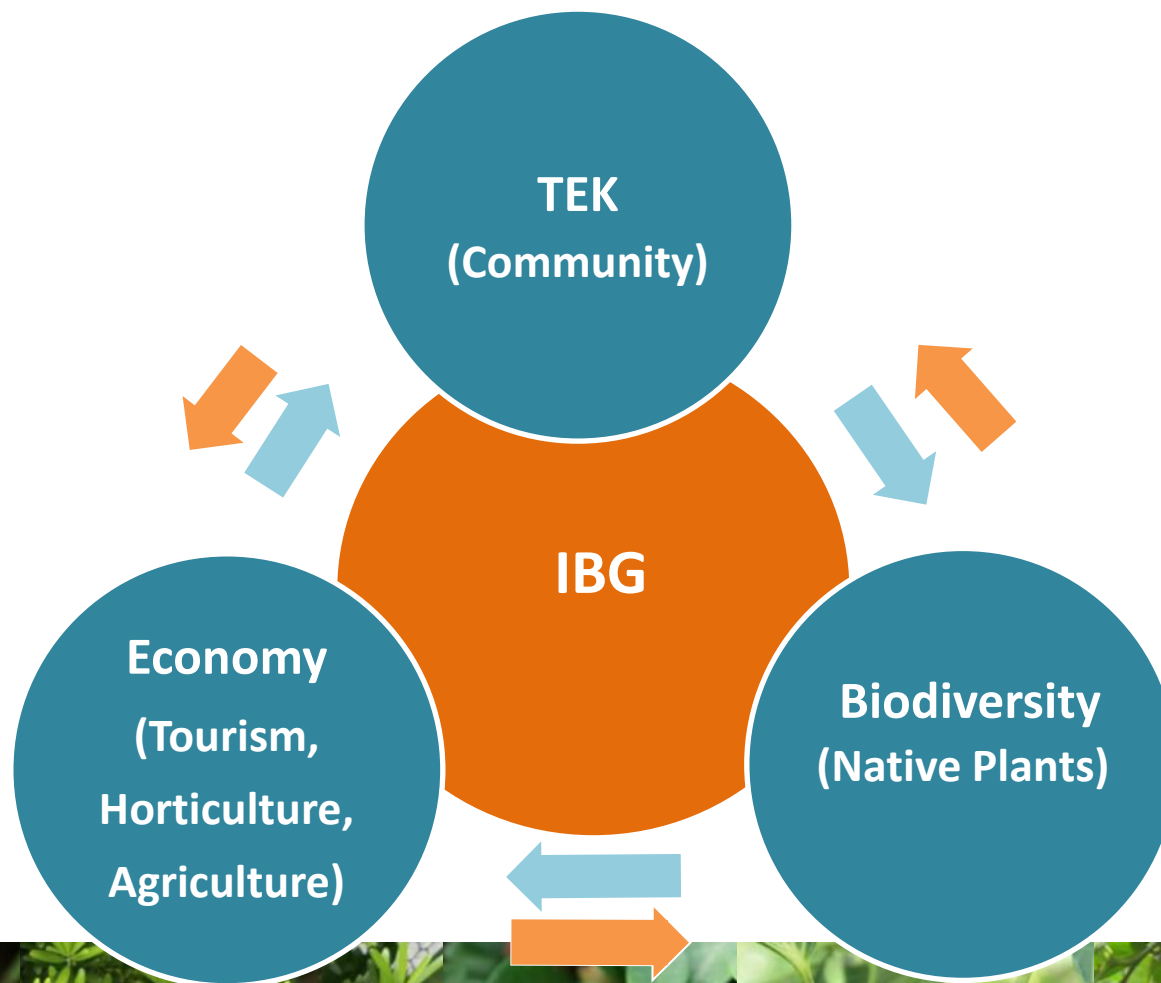 TEK
(Community)
IBG
Economy
(Tourism,
Horticulture,
Agriculture)
Biodiversity
(Native Plants)